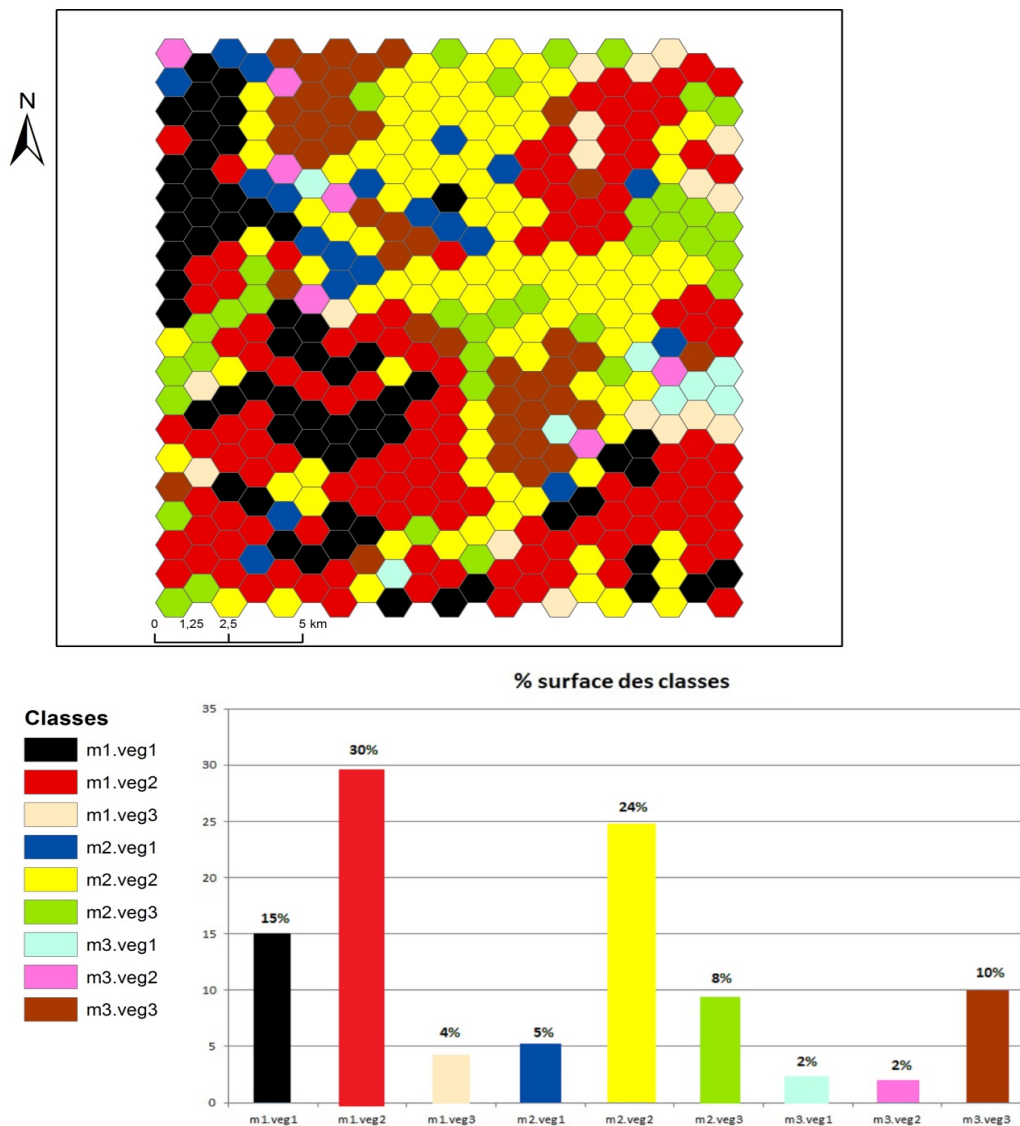 N
0 1,25 2,5 5 km
% surface des classes
Classes
m1.veg1
m1.veg2
m1.veg3
m2.veg1
m2.veg2
m2.veg3
m3.veg1
m3.veg2
m3.veg3
35
30
25
20
15
10
5
0
15%
30%
4%
5%
24%
8%
2%
2%
10%
m1.veg1 m1.veg2 m1.veg3 m2.veg1 m2.veg2 m2.veg3 m3.veg1 m3.veg2 m3.veg3